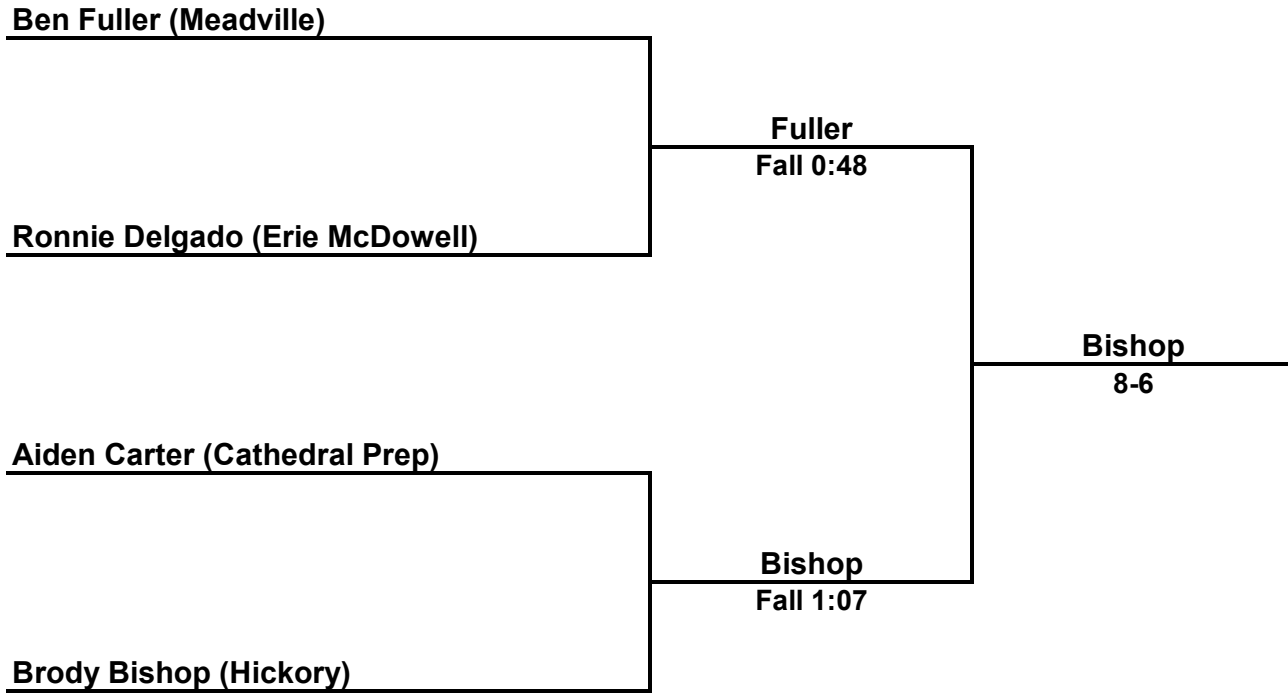 Ben Fuller (Meadville)
Fuller
Fall 0:48
Ronnie Delgado (Erie McDowell)
Bishop
8-6
Aiden Carter (Cathedral Prep)
Bishop
Fall 1:07
Brody Bishop (Hickory)